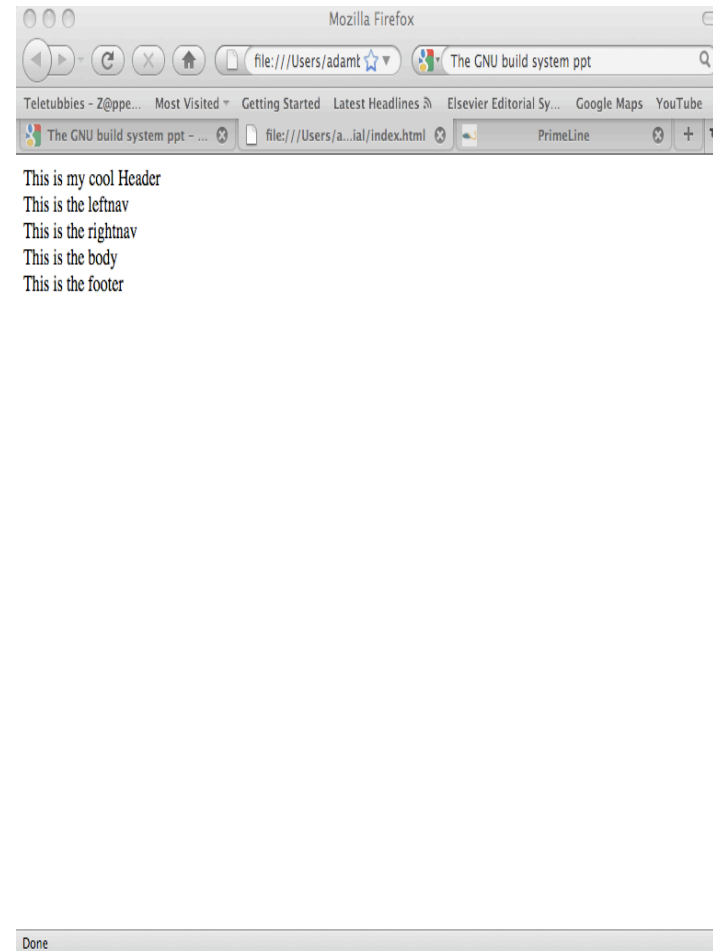 Mozilla Firefox
file:///Users/adamb The GNU build system ppt
Teletubbies - Z@ppe... Most Visited Getting Started Latest Headlines Elsevier Editorial Sy... Google Maps YouTube
The GNU build system ppt - ... file:///Users/a...ial/index.html PrimeLine
This is my cool Header
This is the leftnav
This is the rightnav
This is the body
This is the footer
Done